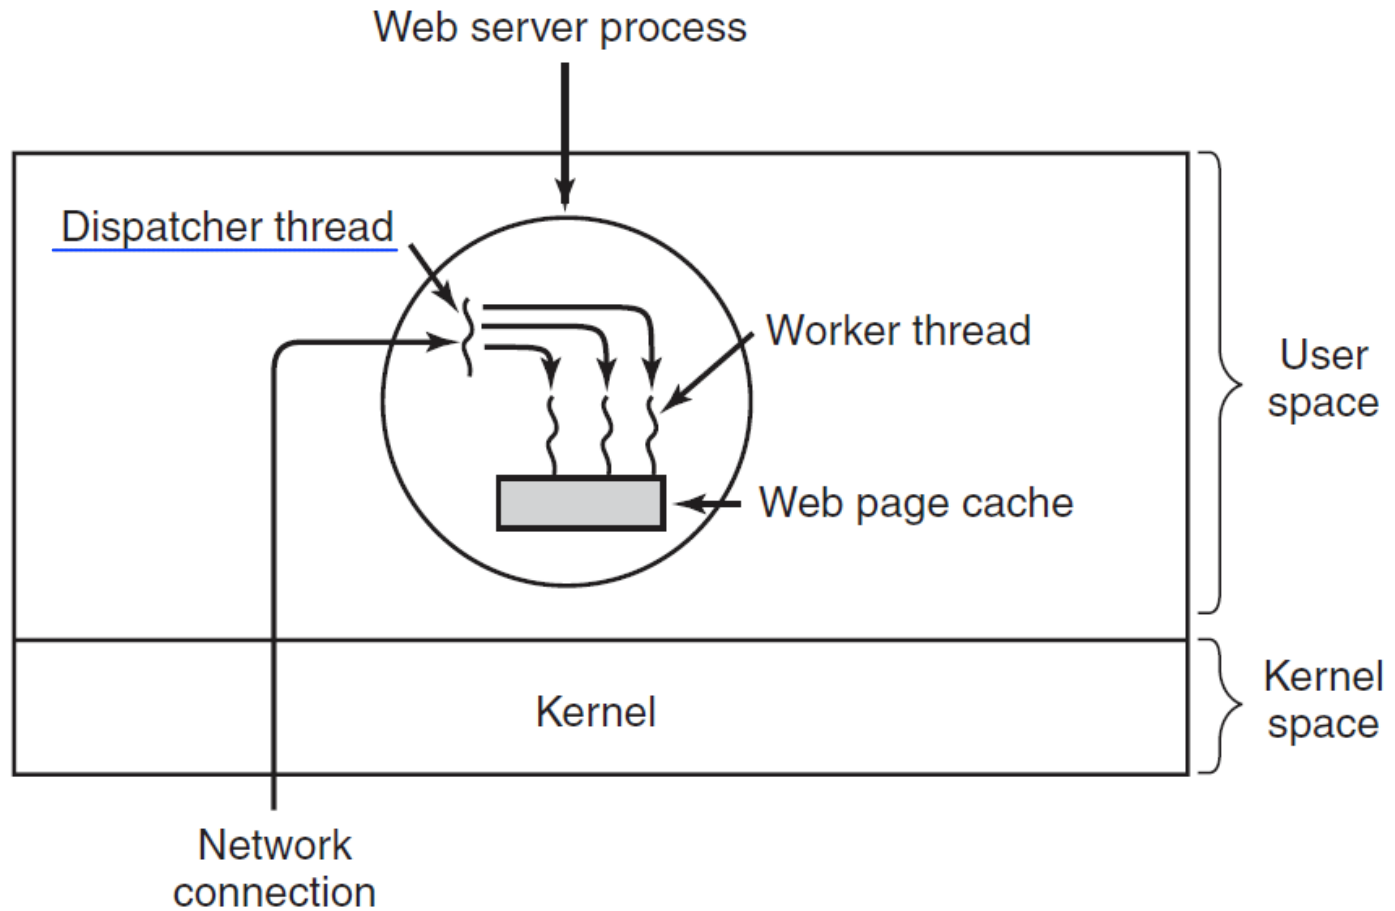 Web server process
Dispatcher thread
Worker thread
User
space
Web page cache
Kernel
Kernel
space
Network
connection